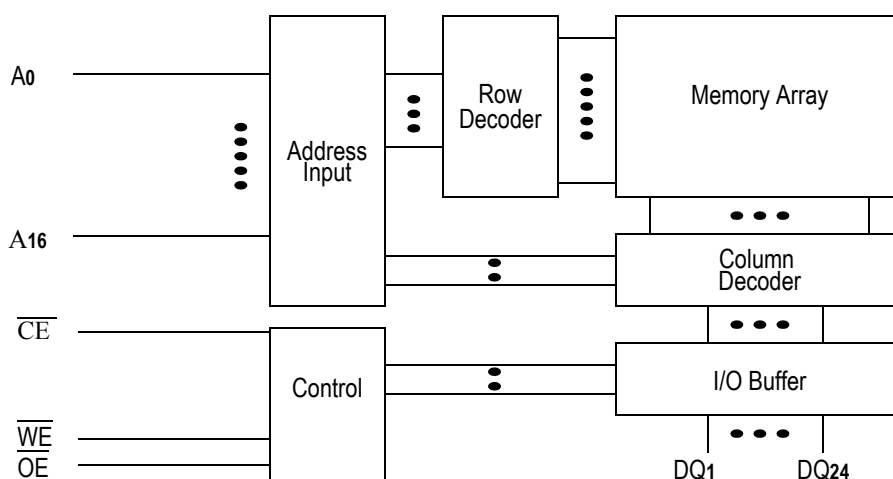 A0
A16
CE
WE
OE
Address
Input
Control
Row
Decoder
Memory Array
Column
Decoder
I/O Buffer
DQ1
DQ24